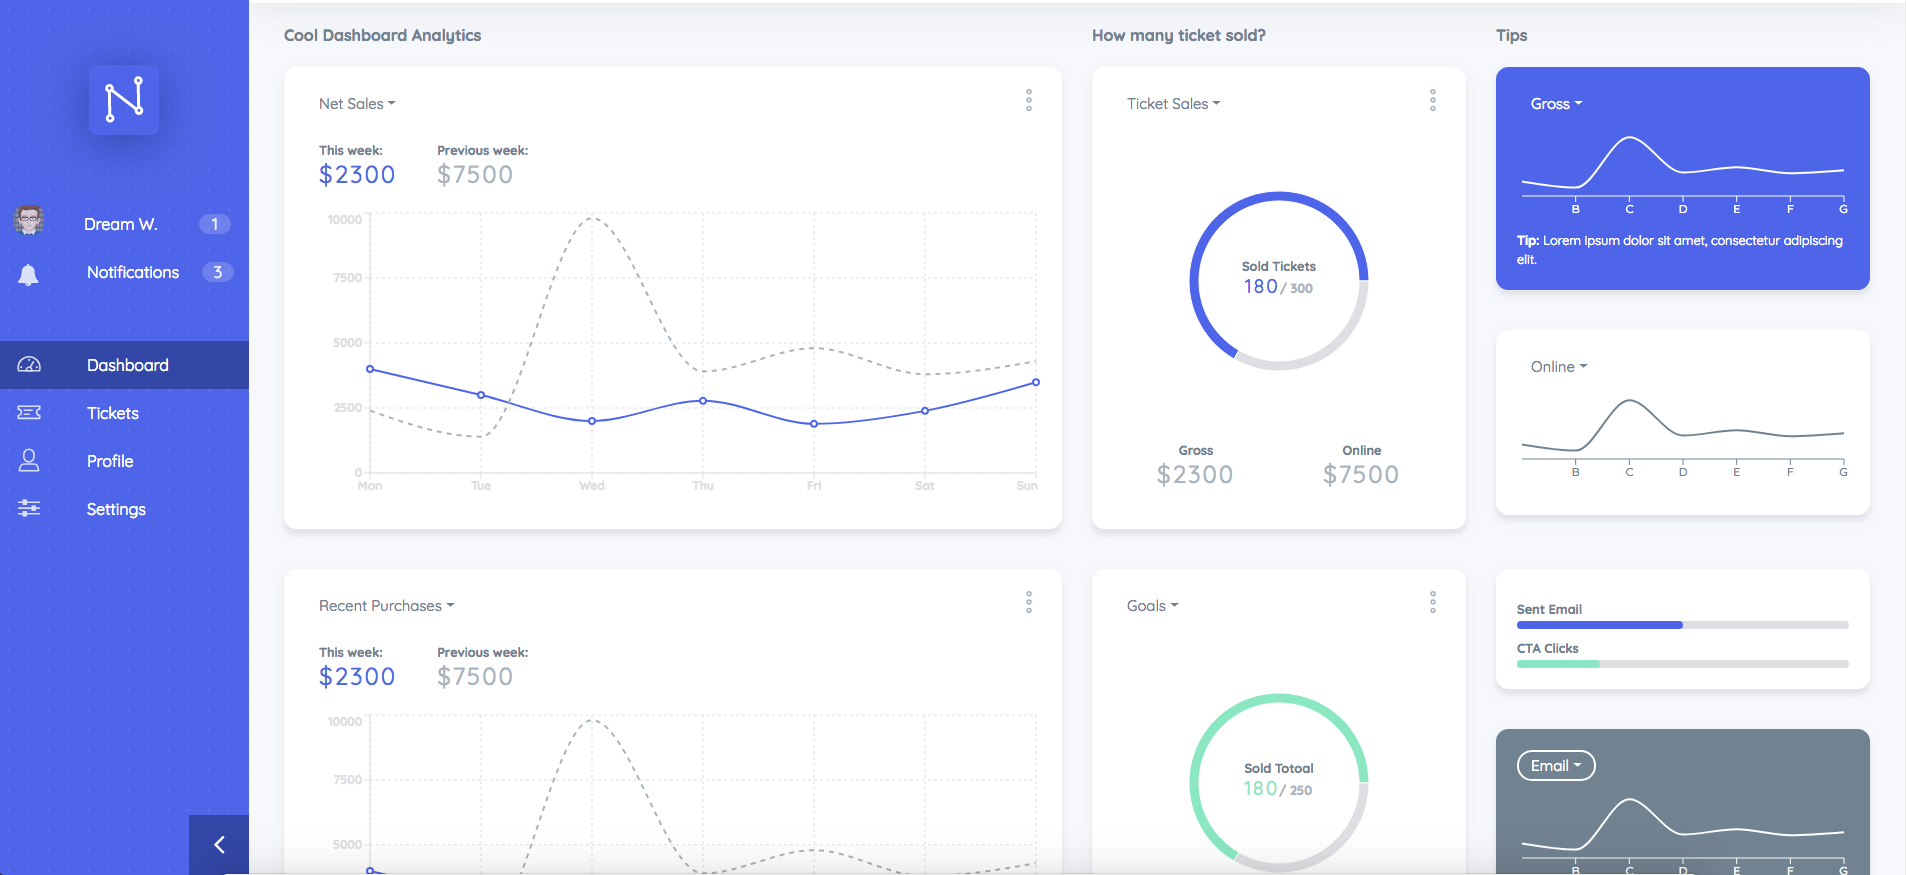 Dream W. 1
Notifications 3
Dashboard
Tickets
Profile
Settings
Cool Dashboard Analytics
Net Sales
This week: Previous week:
$2300 $7500
10000
7500
5000
2500
0
Mon Tue Wed Thu Fri Sat Sun
How many ticket sold?
Ticket Sales
Sold Tickets
180 / 300
Gross Online
$2300 $7500
Tips
Gross
B C D E F G
Tip: Lorem ipsum dolor sit amet, consectetur adipiscing
elit.
Online
B C D E F G
Recent Purchases
This week: Previous week:
$2300 $7500
10000
7500
5000
Goals
Sold Totoal
180 / 250
Sent Email
CTA Clicks
Email
B C D E F G